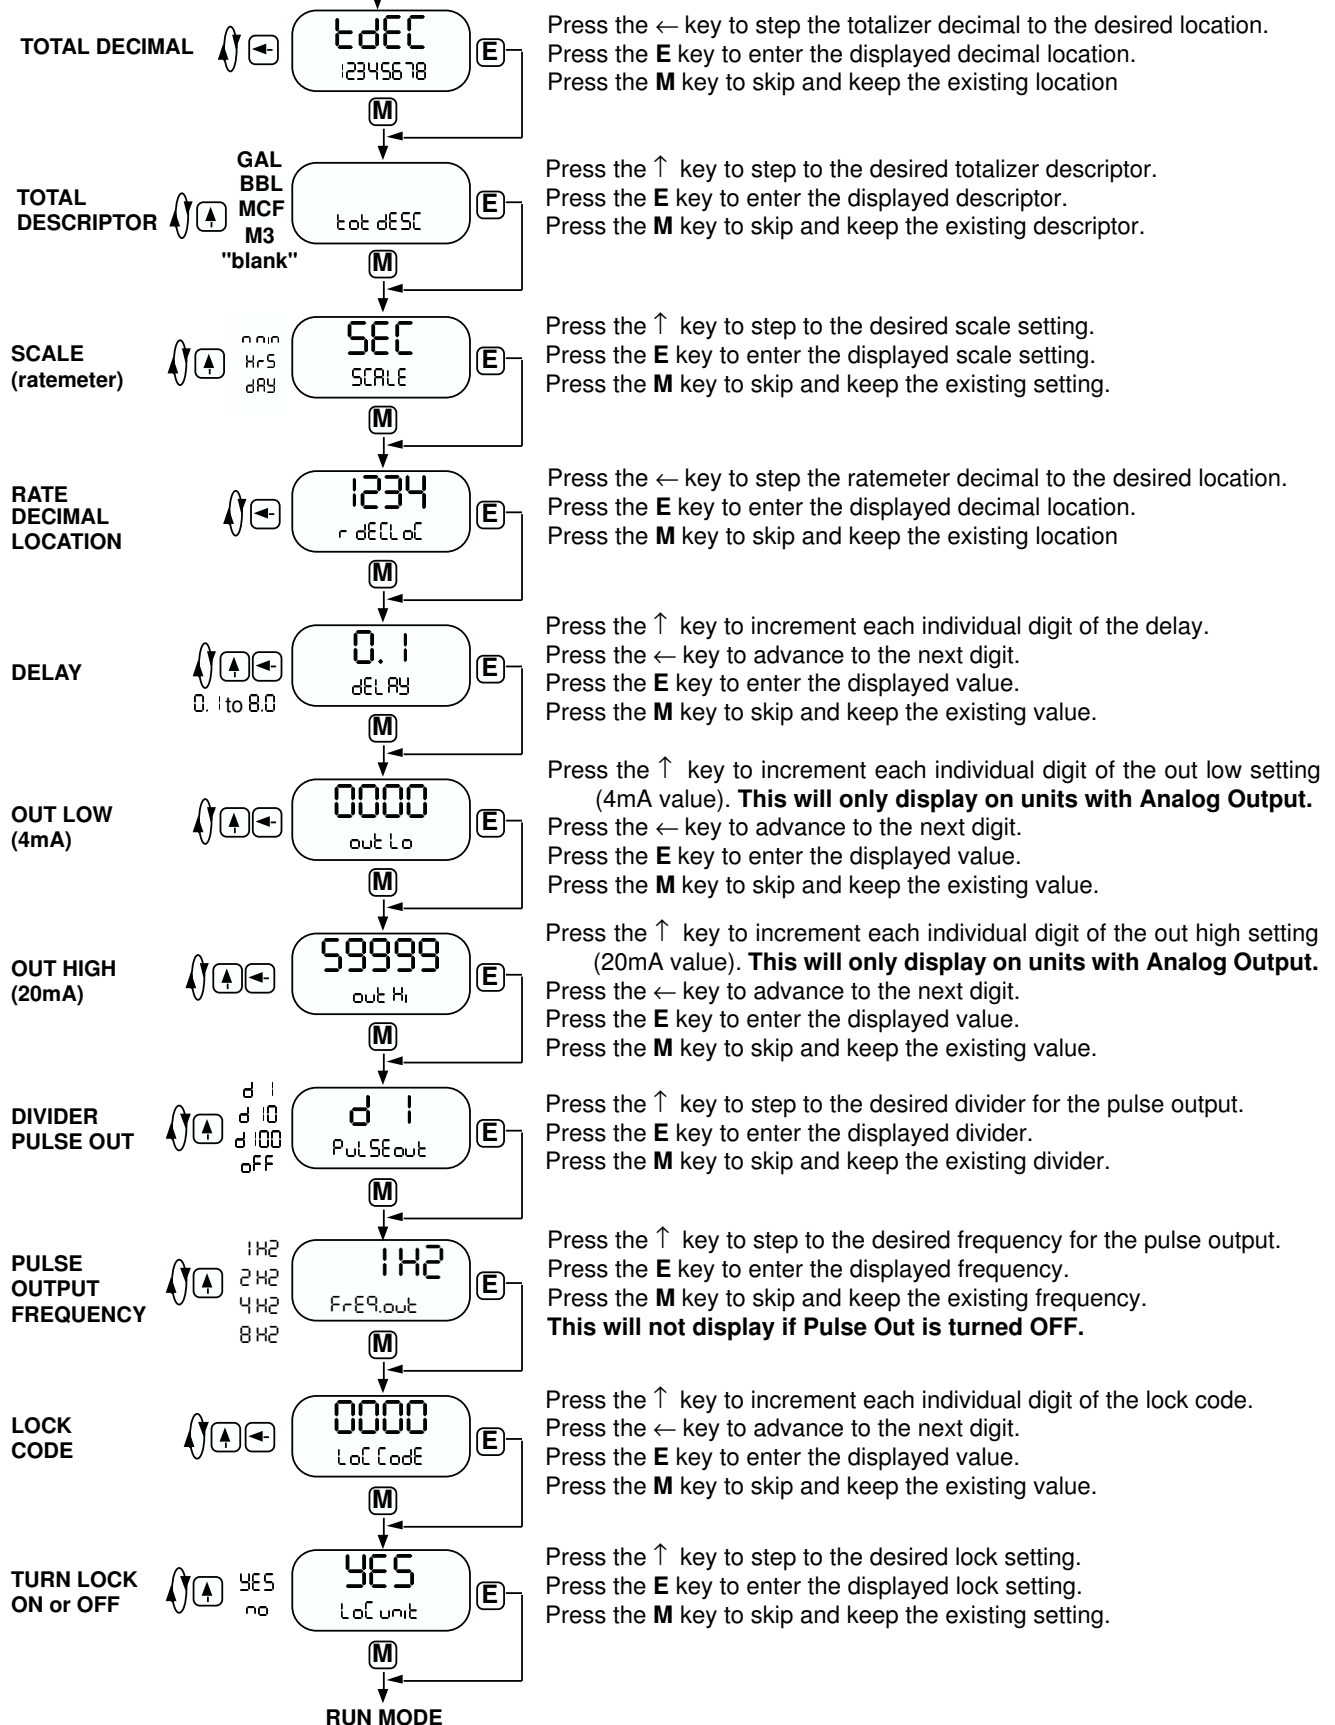 TOTAL DECIMAL
tdEC
12345678
E
M
Press the ← key to step the totalizer decimal to the desired location.
Press the E key to enter the displayed decimal location.
Press the M key to skip and keep the existing location
TOTAL
DESCRIPTOR
GAL
BBL
MCF
M3
"blank"
tot dESC
E
M
Press the ↑ key to step to the desired totalizer descriptor.
Press the E key to enter the displayed descriptor.
Press the M key to skip and keep the existing descriptor.
SCALE
(ratemeter)
min
HrS
dAY
SEC
SCALE
E
M
Press the ↑ key to step to the desired scale setting.
Press the E key to enter the displayed scale setting.
Press the M key to skip and keep the existing setting.
RATE
DECIMAL
LOCATION
1234
r dECLoC
E
M
Press the ← key to step the ratemeter decimal to the desired location.
Press the E key to enter the displayed decimal location.
Press the M key to skip and keep the existing location
DELAY
0.1 to 8.0
0.1
dELAY
E
M
Press the ↑ key to increment each individual digit of the delay.
Press the ← key to advance to the next digit.
Press the E key to enter the displayed value.
Press the M key to skip and keep the existing value.
OUT LOW
(4mA)
0000
out Lo
E
M
Press the ↑ key to increment each individual digit of the out low setting
(4mA value). This will only display on units with Analog Output.
Press the ← key to advance to the next digit.
Press the E key to enter the displayed value.
Press the M key to skip and keep the existing value.
OUT HIGH
(20mA)
59999
out Hi
E
M
Press the ↑ key to increment each individual digit of the out high setting
(20mA value). This will only display on units with Analog Output.
Press the ← key to advance to the next digit.
Press the E key to enter the displayed value.
Press the M key to skip and keep the existing value.
DIVIDER
PULSE OUT
d 1
d 10
d 100
oFF
d 1
PuLSEout
E
M
Press the ↑ key to step to the desired divider for the pulse output.
Press the E key to enter the displayed divider.
Press the M key to skip and keep the existing divider.
PULSE
OUTPUT
FREQUENCY
1 HZ
2 HZ
4 HZ
8 HZ
1 HZ
FrEq.out
E
M
Press the ↑ key to step to the desired frequency for the pulse output.
Press the E key to enter the displayed frequency.
Press the M key to skip and keep the existing frequency.
This will not display if Pulse Out is turned OFF.
LOCK
CODE
0000
LoC CodE
E
M
Press the ↑ key to increment each individual digit of the lock code.
Press the ← key to advance to the next digit.
Press the E key to enter the displayed value.
Press the M key to skip and keep the existing value.
TURN LOCK
ON or OFF
YES
no
YES
LoC unit
E
M
Press the ↑ key to step to the desired lock setting.
Press the E key to enter the displayed lock setting.
Press the M key to skip and keep the existing setting.
RUN MODE